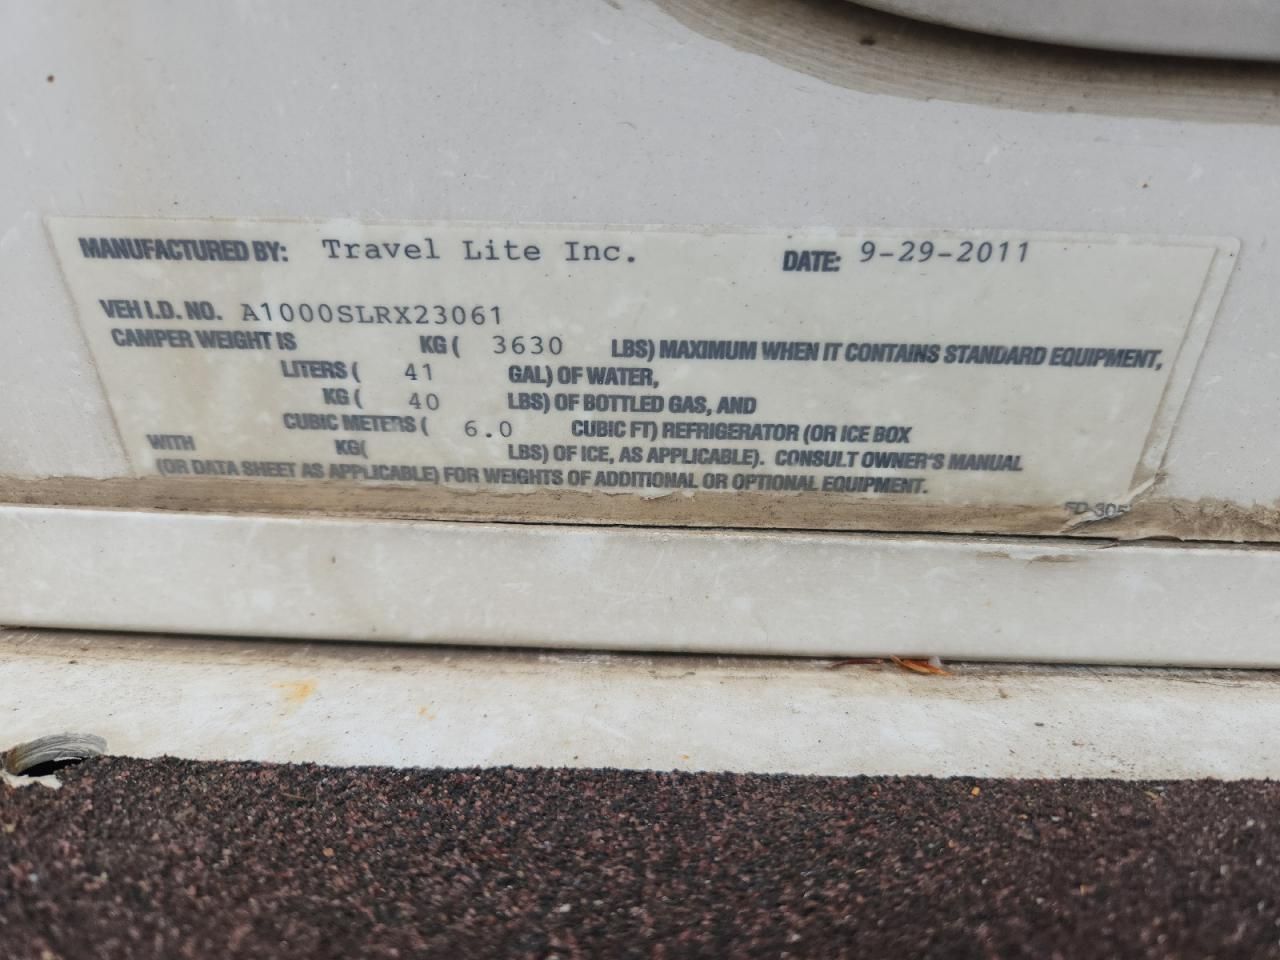 MANUFACTURED BY: Travel Lite Inc. DATE: 9-29-2011
VEH I.D. NO. A1000SLRX23061
CAMPER WEIGHT IS KG ( 3630 LBS) MAXIMUM WHEN IT CONTAINS STANDARD EQUIPMENT,
LITERS ( 41 GAL) OF WATER,
KG ( 40 LBS) OF BOTTLED GAS, AND
CUBIC METERS ( 6.0 CUBIC FT) REFRIGERATOR (OR ICE BOX
WITH KG( LBS) OF ICE, AS APPLICABLE). CONSULT OWNER'S MANUAL
(OR DATA SHEET AS APPLICABLE) FOR WEIGHTS OF ADDITIONAL OR OPTIONAL EQUIPMENT.